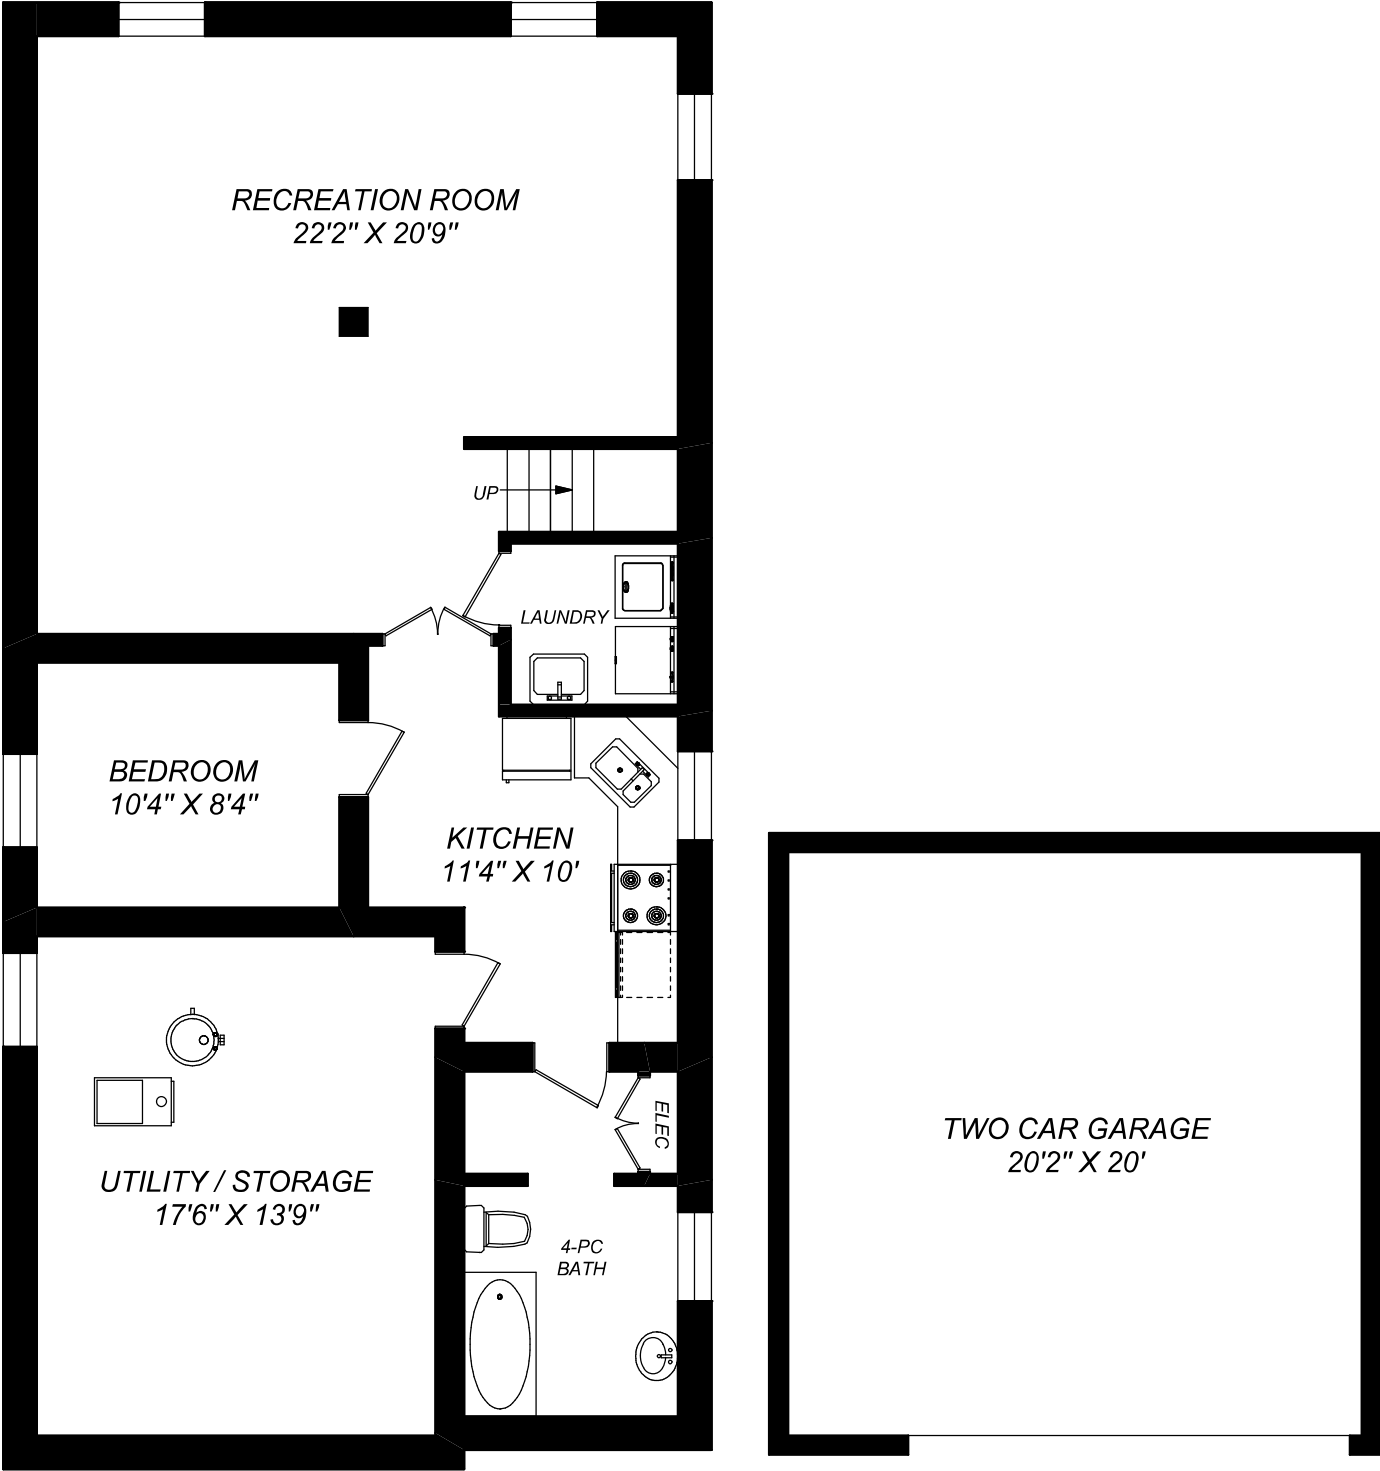 RECREATION ROOM
22'2" X 20'9"
UP
LAUNDRY
BEDROOM
10'4" X 8'4"
KITCHEN
11'4" X 10'
ELEC
UTILITY / STORAGE
17'6" X 13'9"
4-PC
BATH
TWO CAR GARAGE
20'2" X 20'